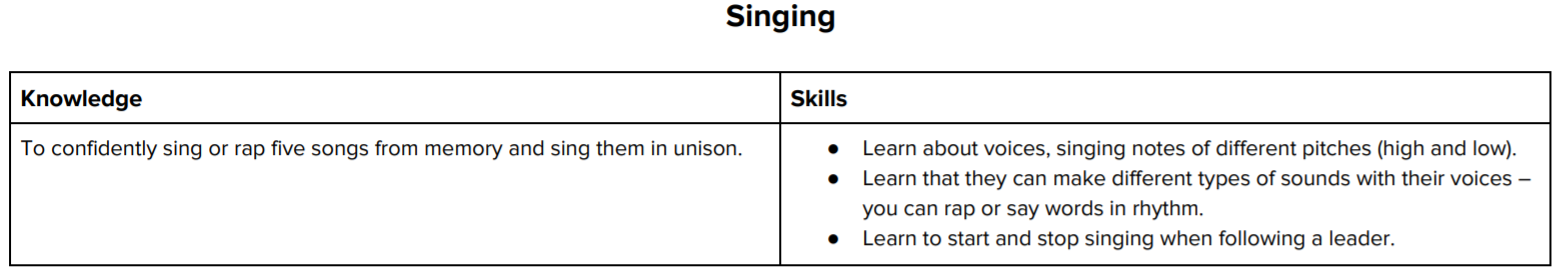 Singing
Knowledge
Skills
To confidently sing or rap five songs from memory and sing them in unison.
● Learn about voices, singing notes of different pitches (high and low).
● Learn that they can make different types of sounds with their voices –
you can rap or say words in rhythm.
● Learn to start and stop singing when following a leader.